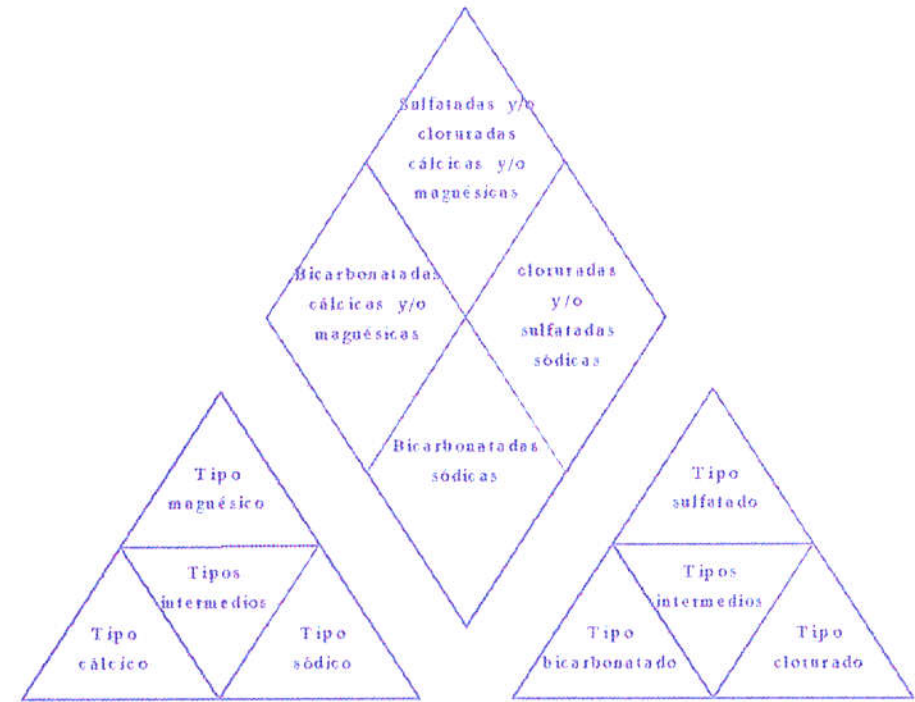 Sulfatadas y/o
cloruradas
cálcicas y/o
magnésicas
Bicarbonatadas
cálcicas y/o
magnésicas
cloruradas
y/o
sulfatadas
sódicas
Bicarbonatadas
sódicas
Tipo
magnésico
Tipos
intermedios
Tipo
cálcico
Tipo
sódico
Tipo
sulfatado
Tipos
intermedios
Tipo
bicarbonatado
Tipo
clorurado